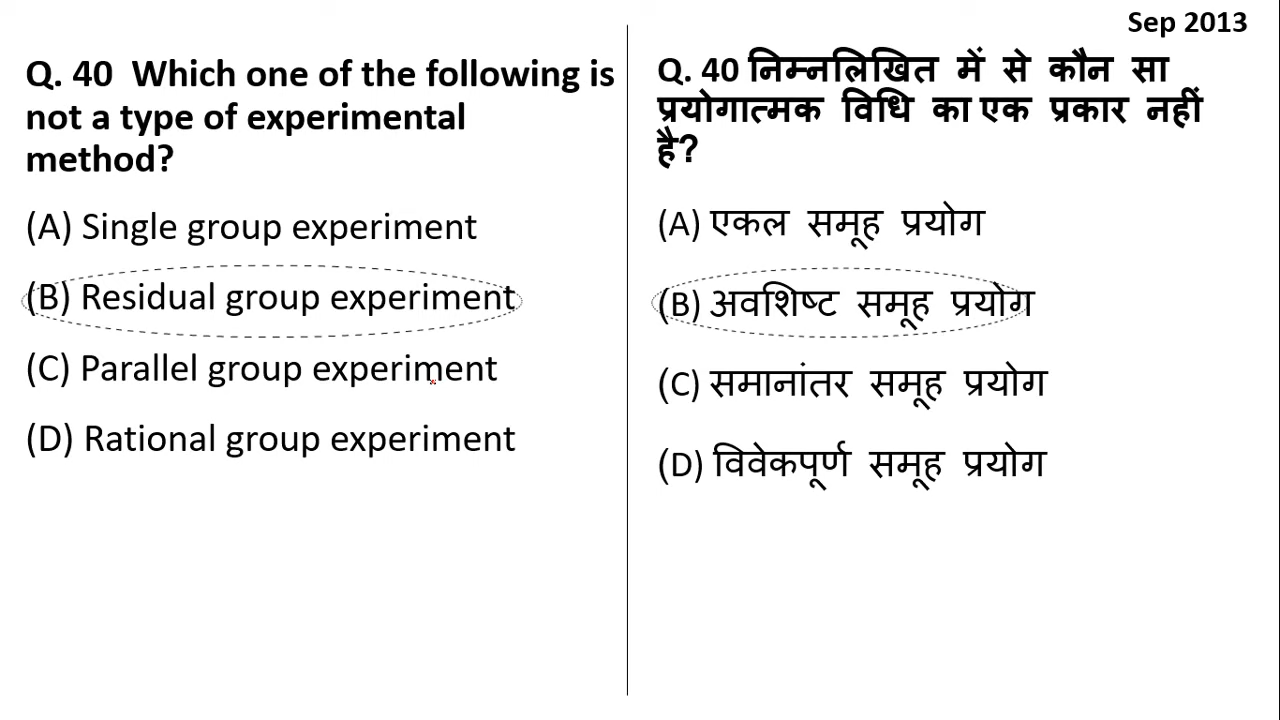 Sep 2013
Q. 40 Which one of the following is
not a type of experimental
method?
(A) Single group experiment
(B) Residual group experiment
(C) Parallel group experiment
(D) Rational group experiment
Q. 40 निम्नलिखित में से कौन सा
प्रयोगात्मक विधि का एक प्रकार नहीं
है?
(A) एकल समूह प्रयोग
(B) अवशिष्ट समूह प्रयोग
(C) समानांतर समूह प्रयोग
(D) विवेकपूर्ण समूह प्रयोग